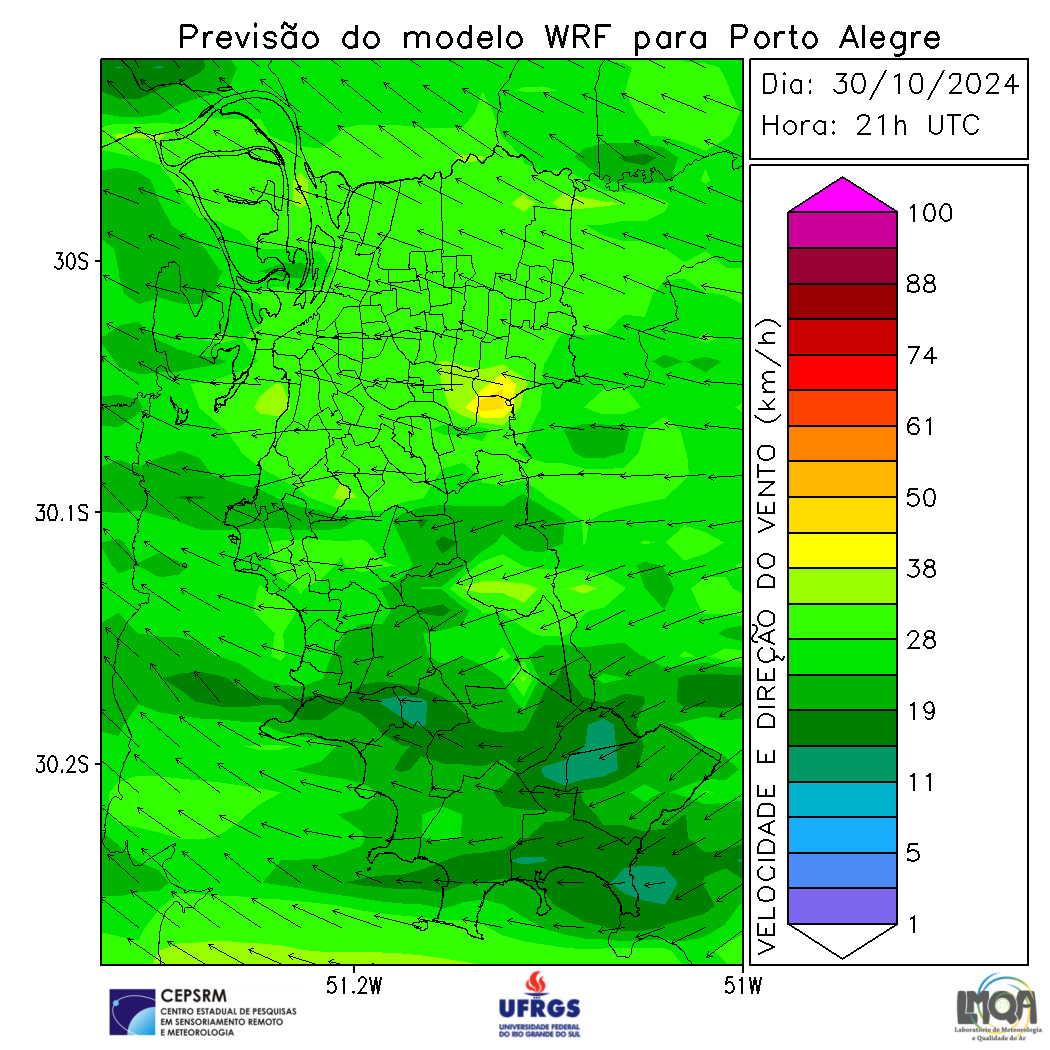 Previsão do modelo WRF para Porto Alegre
Dia: 30/10/2024
Hora: 21h UTC
30S
30.1S
30.2S
51.2W
51W
VELOCIDADE E DIREÇÃO DO VENTO (km/h)
100
88
74
61
50
38
28
19
11
5
1
CEPSRM
CENTRO ESTADUAL DE PESQUISAS
EM SENSORIAMENTO REMOTO
E METEOROLOGIA
UFRGS
UNIVERSIDADE FEDERAL
DO RIO GRANDE DO SUL
LMQA
Laboratório de Meteorologia
e Qualidade do Ar